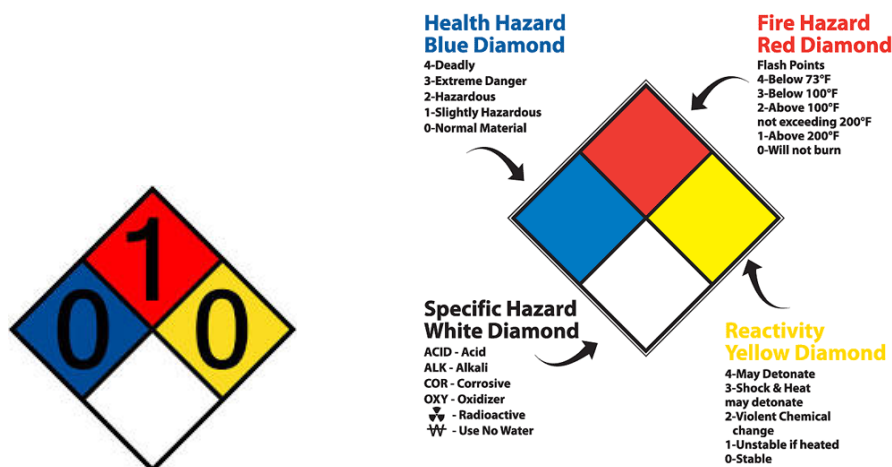 Health Hazard
Blue Diamond
4-Deadly
3-Extreme Danger
2-Hazardous
1-Slightly Hazardous
0-Normal Material
Fire Hazard
Red Diamond
Flash Points
4-Below 73°F
3-Below 100°F
2-Above 100°F
not exceeding 200°F
1-Above 200°F
0-Will not burn
1
0 0
Specific Hazard
White Diamond
ACID - Acid
ALK - Alkali
COR - Corrosive
OXY - Oxidizer
- Radioactive
W - Use No Water
Reactivity
Yellow Diamond
4-May Detonate
3-Shock & Heat
may detonate
2-Violent Chemical
change
1-Unstable if heated
0-Stable